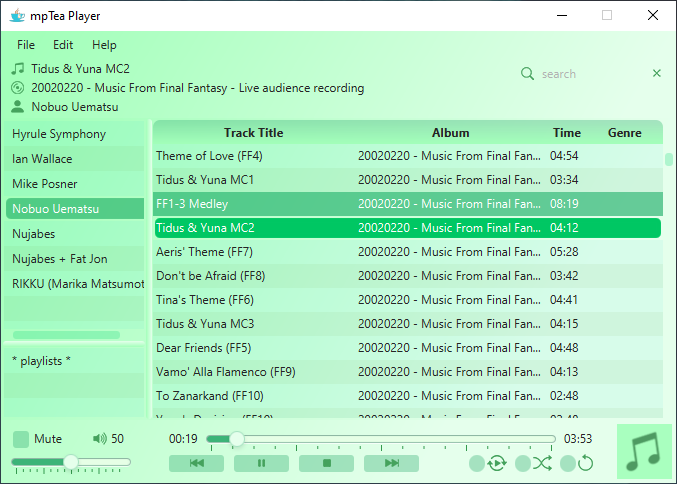 mpTea Player
File Edit Help
Tidus & Yuna MC2
20020220 - Music From Final Fantasy - Live audience recording
Nobuo Uematsu
search
Hyrule Symphony
Ian Wallace
Mike Posner
Nobuo Uematsu
Nujabes
Nujabes + Fat Jon
RIKKU (Marika Matsumot
* playlists *
Track Title Album Time Genre
Theme of Love (FF4) 20020220 - Music From Final Fan... 04:54
Tidus & Yuna MC1 20020220 - Music From Final Fan... 03:34
FF1-3 Medley 20020220 - Music From Final Fan... 08:19
Tidus & Yuna MC2 20020220 - Music From Final Fan... 04:12
Aeris' Theme (FF7) 20020220 - Music From Final Fan... 05:28
Don't be Afraid (FF8) 20020220 - Music From Final Fan... 03:42
Tina's Theme (FF6) 20020220 - Music From Final Fan... 04:41
Tidus & Yuna MC3 20020220 - Music From Final Fan... 04:15
Dear Friends (FF5) 20020220 - Music From Final Fan... 04:48
Vamo' Alla Flamenco (FF9) 20020220 - Music From Final Fan... 04:13
To Zanarkand (FF10) 20020220 - Music From Final Fan... 02:48
20020220 - Music From Final Fan...
Mute 50 00:19 03:53